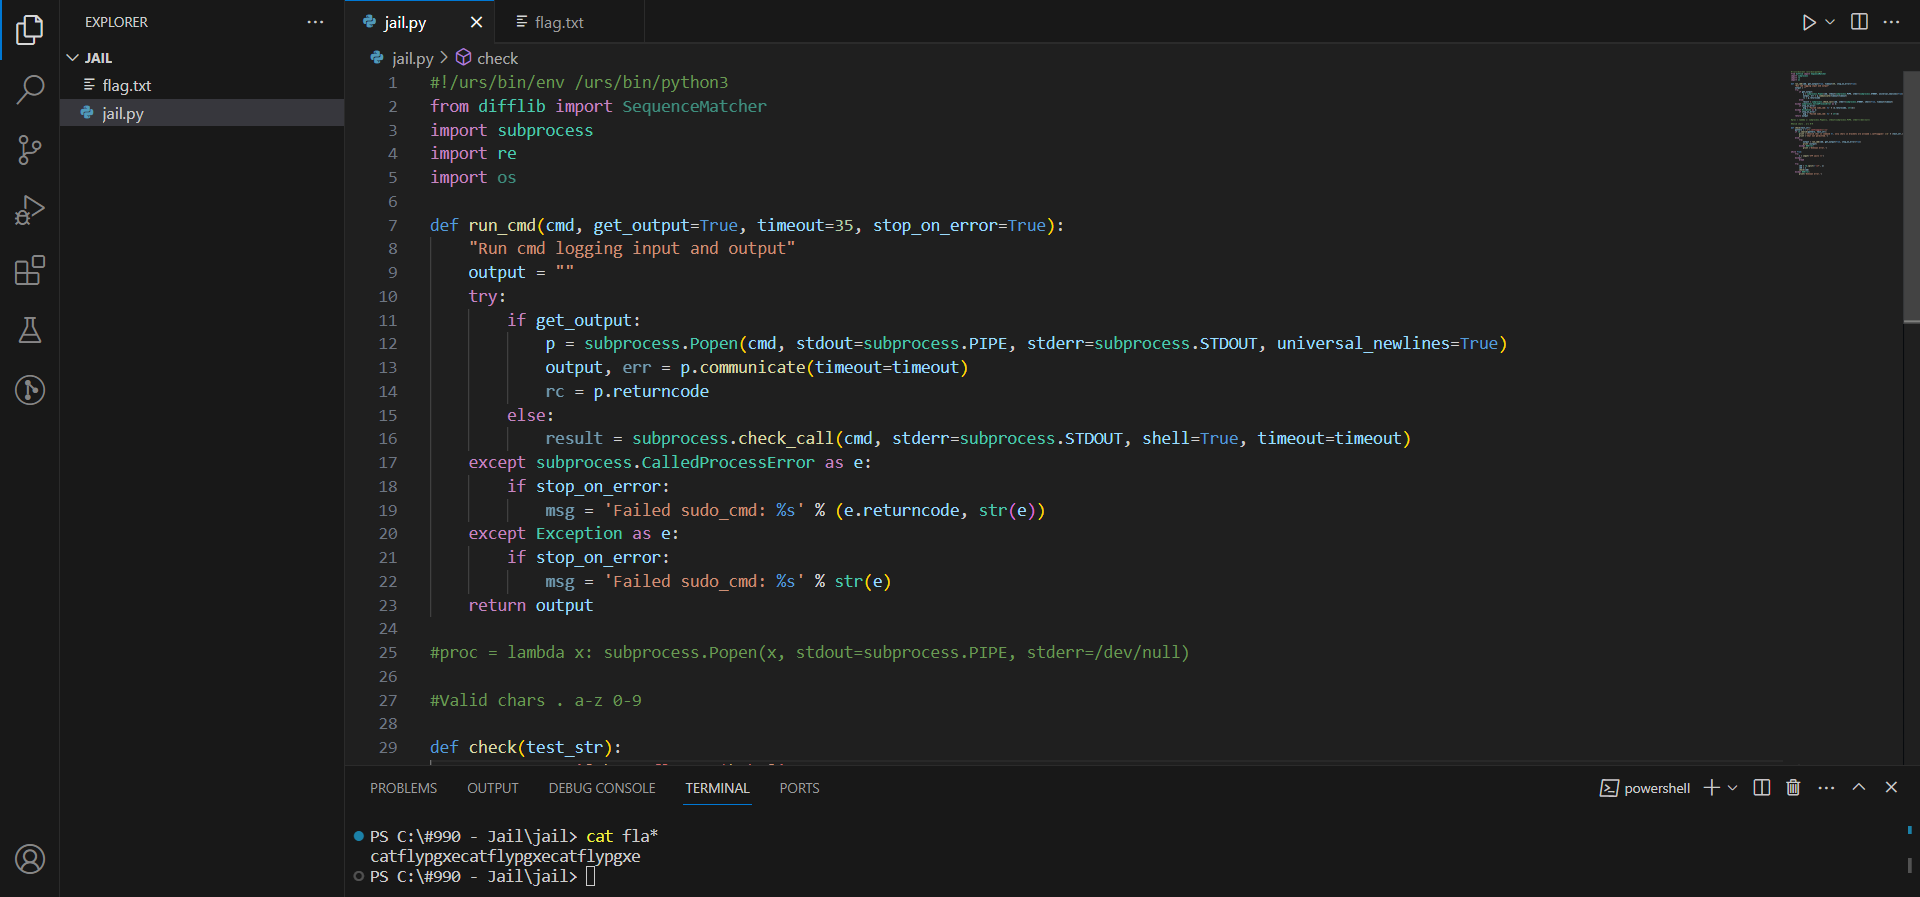 EXPLORER
JAIL
flag.txt
jail.py
jail.py
flag.txt
jail.py > check
1 #!/urs/bin/env /urs/bin/python3
2 from difflib import SequenceMatcher
3 import subprocess
4 import re
5 import os
6
7 def run_cmd(cmd, get_output=True, timeout=35, stop_on_error=True):
8 "Run cmd logging input and output"
9 output = ""
10 try:
11 if get_output:
12 p = subprocess.Popen(cmd, stdout=subprocess.PIPE, stderr=subprocess.STDOUT, universal_newlines=True)
13 output, err = p.communicate(timeout=timeout)
14 rc = p.returncode
15 else:
16 result = subprocess.check_call(cmd, stderr=subprocess.STDOUT, shell=True, timeout=timeout)
17 except subprocess.CalledProcessError as e:
18 if stop_on_error:
19 msg = 'Failed sudo_cmd: %s' % (e.returncode, str(e))
20 except Exception as e:
21 if stop_on_error:
22 msg = 'Failed sudo_cmd: %s' % str(e)
23 return output
24
25 #proc = lambda x: subprocess.Popen(x, stdout=subprocess.PIPE, stderr=/dev/null)
26
27 #Valid chars . a-z 0-9
28
29 def check(test_str):
PROBLEMS OUTPUT DEBUG CONSOLE TERMINAL PORTS
powershell
PS C:\#990 - Jail\jail> cat fla*
catflypgxecatflypgxecatflypgxe
PS C:\#990 - Jail\jail>